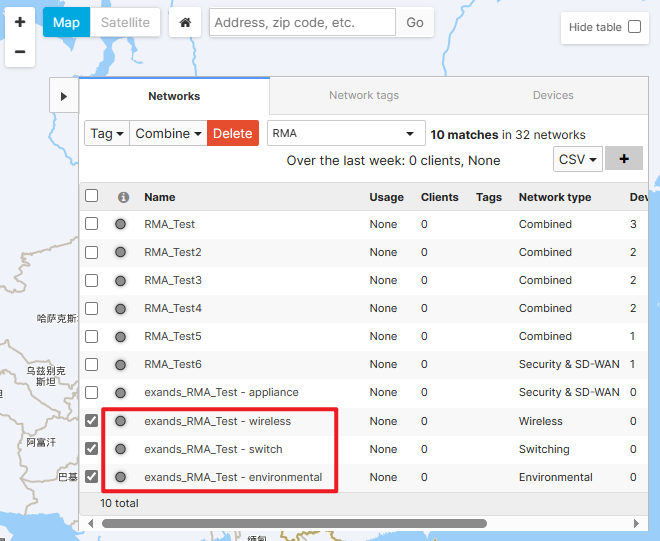 +
−
Map
Satellite
Address, zip code, etc.
Go
Hide table
Networks
Network tags
Devices
Tag
Combine
Delete
RMA
10 matches in 32 networks
Over the last week: 0 clients, None
CSV
+
Name Usage Clients Tags Network type Dev
RMA_Test None 0 Combined 3
RMA_Test2 None 0 Combined 2
RMA_Test3 None 0 Combined 2
RMA_Test4 None 0 Combined 2
RMA_Test5 None 0 Combined 1
RMA_Test6 None 0 Security & SD-WAN 1
exands_RMA_Test - appliance None 0 Security & SD-WAN 0
exands_RMA_Test - wireless None 0 Wireless 0
exands_RMA_Test - switch None 0 Switching 0
exands_RMA_Test - environmental None 0 Environmental 0
10 total
哈萨克斯
乌兹别克
斯坦
阿富汗
巴基
缅甸